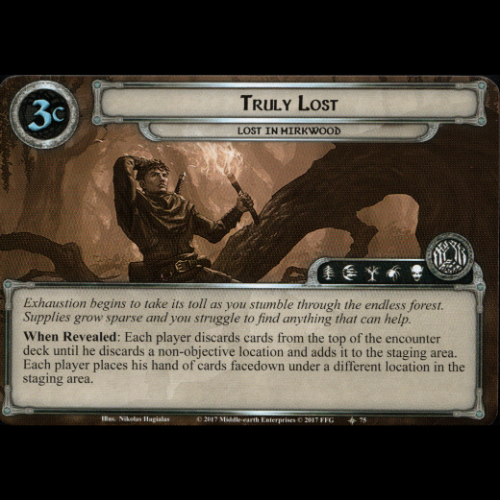 3C
TRULY LOST
LOST IN MIRKWOOD
Exhaustion begins to take its toll as you stumble through the endless forest.
Supplies grow sparse and you struggle to find anything that can help.
When Revealed: Each player discards cards from the top of the encounter
deck until he discards a non-objective location and adds it to the staging area.
Each player places his hand of cards facedown under a different location in the
staging area.
Illus. Nikolas Hagialas © 2017 Middle-earth Enterprises © 2017 FFG 75